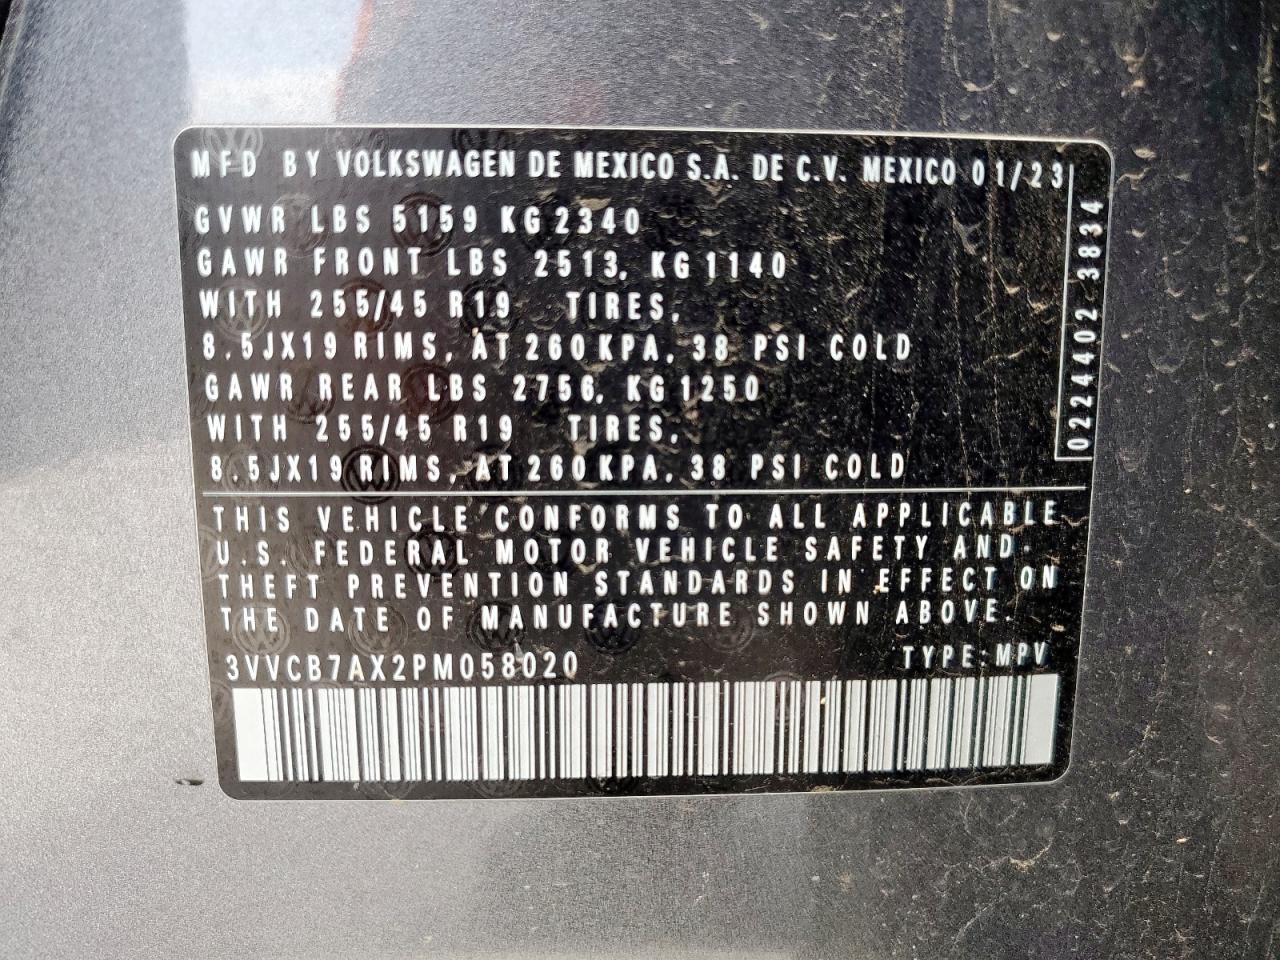 MFD BY VOLKSWAGEN DE MEXICO S.A. DE C.V. MEXICO 01/23
GVWR LBS 5159 KG 2340
GAWR FRONT LBS 2513, KG 1140
WITH 255/45 R19 TIRES,
8.5JX19 RIMS, AT 260 KPA, 38 PSI COLD
GAWR REAR LBS 2756, KG 1250
WITH 255/45 R19 TIRES,
8.5JX19 RIMS, AT 260 KPA, 38 PSI COLD
0224402 3834
THIS VEHICLE CONFORMS TO ALL APPLICABLE
U.S. FEDERAL MOTOR VEHICLE SAFETY AND
THEFT PREVENTION STANDARDS IN EFFECT ON
THE DATE OF MANUFACTURE SHOWN ABOVE.
3VVCB7AX2PM058020 TYPE: MPV